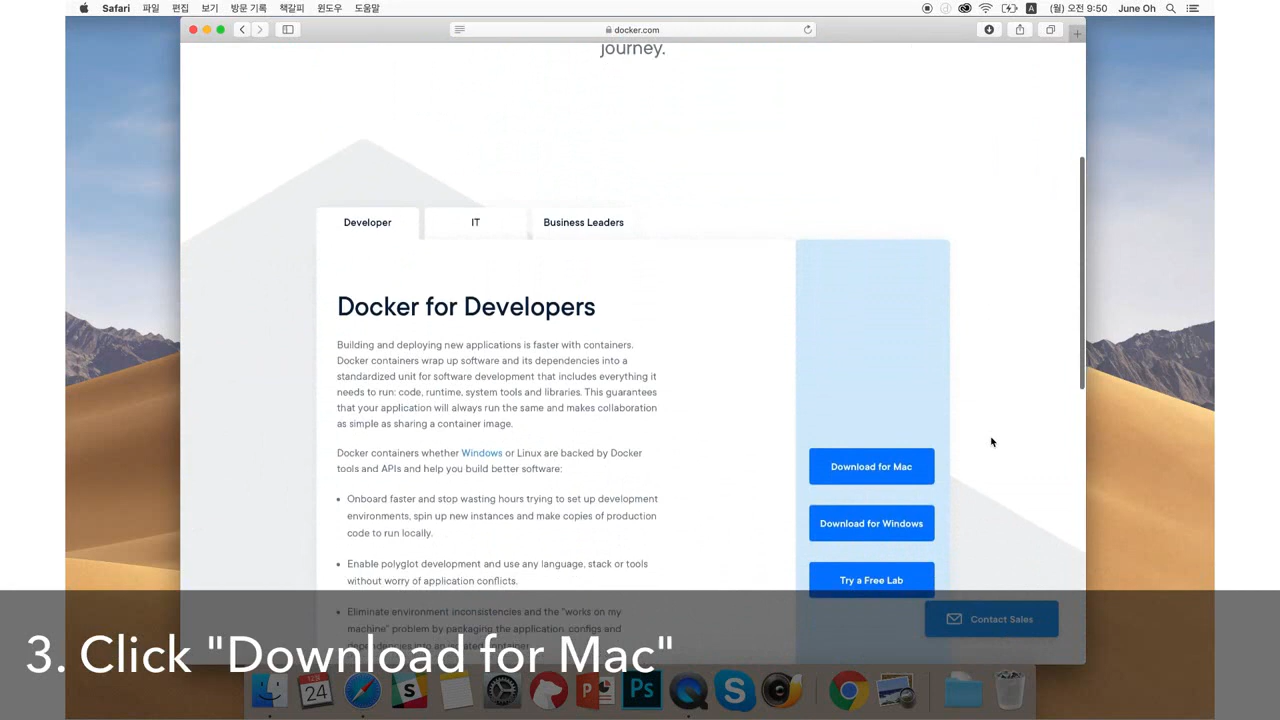 Safari 파일 편집 보기 방문 기록 책갈피 윈도우 도움말 A (월) 오전 9:50 June Oh
docker.com
journey.
Developer IT Business Leaders
Docker for Developers
Building and deploying new applications is faster with containers.
Docker containers wrap up software and its dependencies into a
standardized unit for software development that includes everything it
needs to run: code, runtime, system tools and libraries. This guarantees
that your application will always run the same and makes collaboration
as simple as sharing a container image.
Docker containers whether Windows or Linux are backed by Docker
tools and APIs and help you build better software:
• Onboard faster and stop wasting hours trying to set up development
environments, spin up new instances and make copies of production
code to run locally.
• Enable polyglot development and use any language, stack or tools
without worry of application conflicts.
• Eliminate environment inconsistencies and the "works on my
machine" problem by packaging the application, configs and
Download for Mac
Download for Windows
Try a Free Lab
Contact Sales
3. Click "Download for Mac"
12월
24
S
P
Ps
S